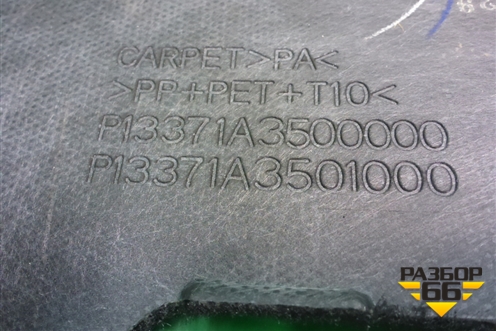 CARPET>PA<
>PP+PET+T10<
P13371A3500000
P13371A3501000
РАЗБОР
66